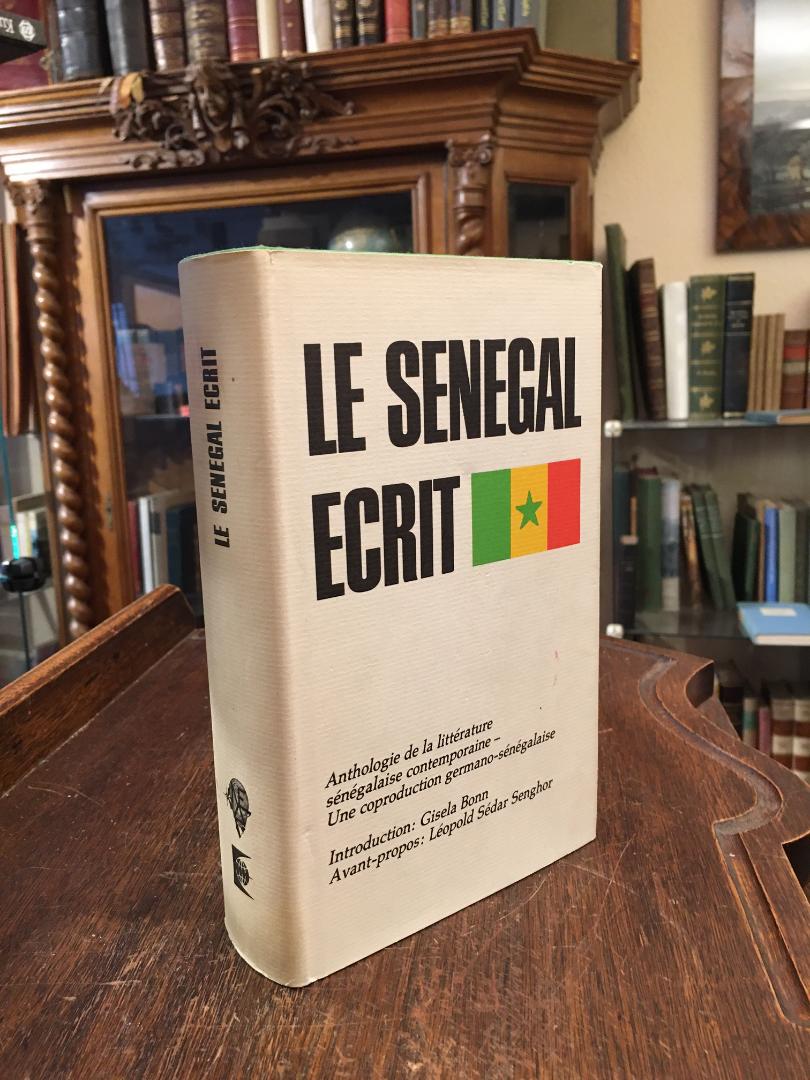 LE SENEGAL ECRIT
LE SENEGAL
ECRIT
Anthologie de la littérature
sénégalaise contemporaine –
Une coproduction germano-sénégalaise
Introduction: Gisela Bonn
Avant-propos: Léopold Sédar Senghor